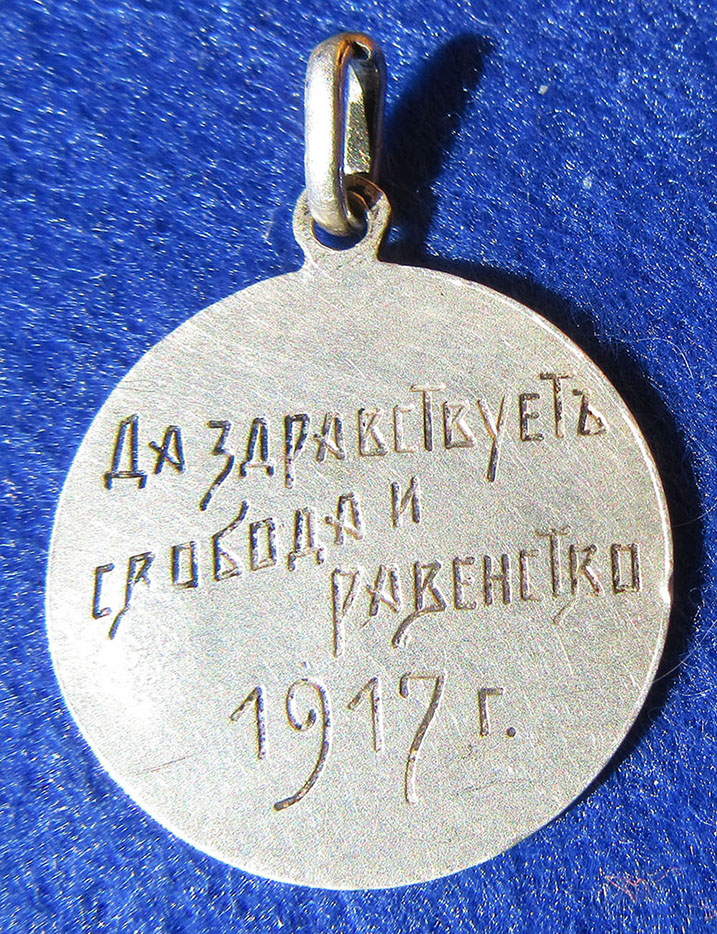 Да здравствуетъ
свобода и
равенство
1917 г.